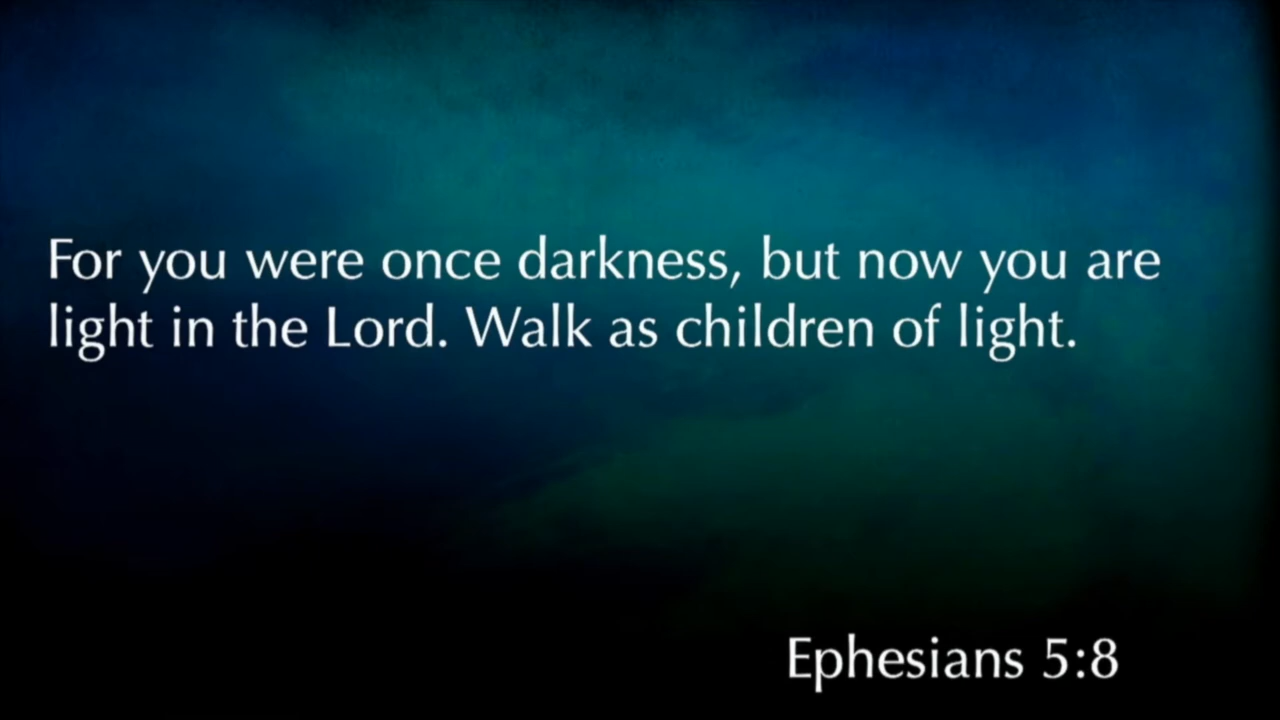 For you were once darkness, but now you are
light in the Lord. Walk as children of light.
Ephesians 5:8